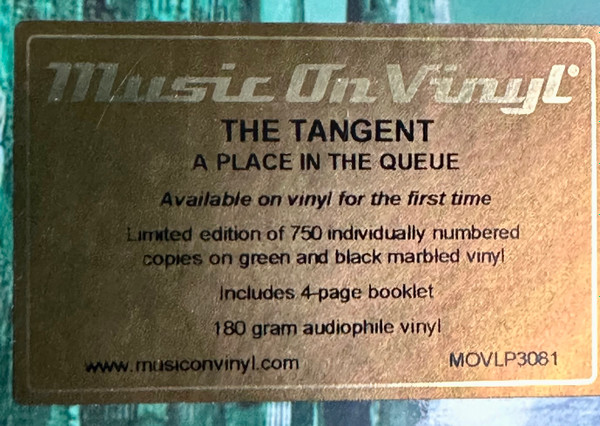 Music On Vinyl®
THE TANGENT
A PLACE IN THE QUEUE
Available on vinyl for the first time
Limited edition of 750 individually numbered
copies on green and black marbled vinyl
Includes 4-page booklet
180 gram audiophile vinyl
www.musiconvinyl.com MOVLP3081